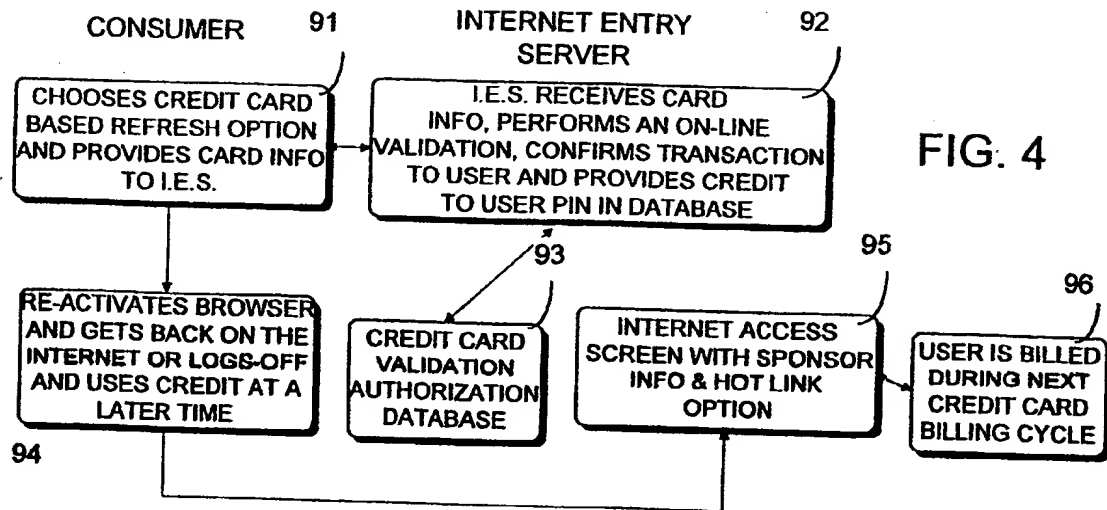 CONSUMER
91
INTERNET ENTRY
SERVER
92
CHOOSES CREDIT CARD
BASED REFRESH OPTION
AND PROVIDES CARD INFO
TO I.E.S.
I.E.S. RECEIVES CARD
INFO, PERFORMS AN ON-LINE
VALIDATION, CONFIRMS TRANSACTION
TO USER AND PROVIDES CREDIT
TO USER PIN IN DATABASE
FIG. 4
93
95
96
RE-ACTIVATES BROWSER
AND GETS BACK ON THE
INTERNET OR LOGS-OFF
AND USES CREDIT AT A
LATER TIME
94
CREDIT CARD
VALIDATION
AUTHORIZATION
DATABASE
INTERNET ACCESS
SCREEN WITH SPONSOR
INFO & HOT LINK
OPTION
USER IS BILLED
DURING NEXT
CREDIT CARD
BILLING CYCLE